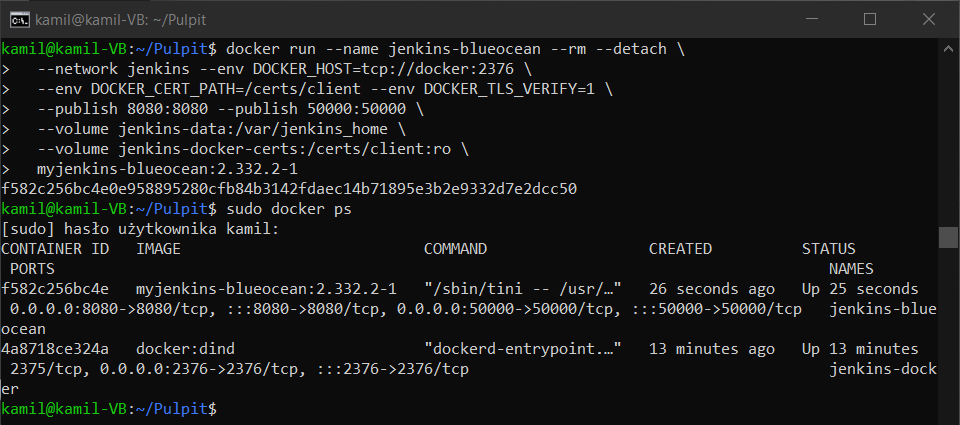 kamil@kamil-VB: ~/Pulpit
kamil@kamil-VB:~/Pulpit$ docker run --name jenkins-blueocean --rm --detach \
>   --network jenkins --env DOCKER_HOST=tcp://docker:2376 \
>   --env DOCKER_CERT_PATH=/certs/client --env DOCKER_TLS_VERIFY=1 \
>   --publish 8080:8080 --publish 50000:50000 \
>   --volume jenkins-data:/var/jenkins_home \
>   --volume jenkins-docker-certs:/certs/client:ro \
>   myjenkins-blueocean:2.332.2-1
f582c256bc4e0e958895280cfb84b3142fdaec14b71895e3b2e9332d7e2dcc50
kamil@kamil-VB:~/Pulpit$ sudo docker ps
[sudo] hasło użytkownika kamil:
CONTAINER ID   IMAGE                           COMMAND                  CREATED          STATUS
 PORTS                                                                                      NAMES
f582c256bc4e   myjenkins-blueocean:2.332.2-1   "/sbin/tini -- /usr/…"   26 seconds ago   Up 25 seconds
 0.0.0.0:8080->8080/tcp, :::8080->8080/tcp, 0.0.0.0:50000->50000/tcp, :::50000->50000/tcp   jenkins-blue
ocean
4a8718ce324a   docker:dind                     "dockerd-entrypoint.…"   13 minutes ago   Up 13 minutes
 2375/tcp, 0.0.0.0:2376->2376/tcp, :::2376->2376/tcp                                        jenkins-dock
er
kamil@kamil-VB:~/Pulpit$